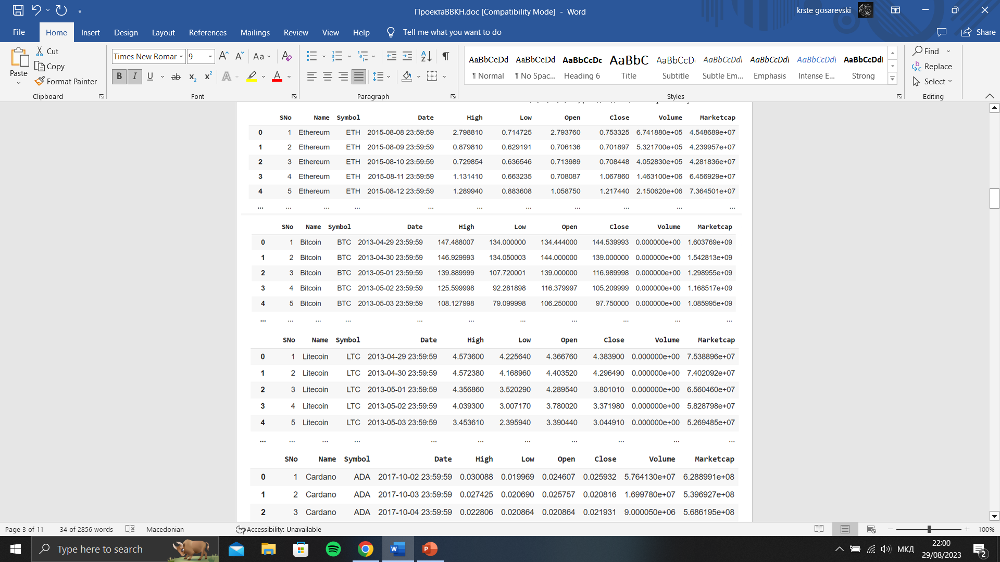 ПроектаВВКН.doc [Compatibility Mode] - Word
krste gosarevski
File Home Insert Design Layout References Mailings Review View Help Tell me what you want to do Share
Cut
Copy
Format Painter
Paste
Clipboard
Times New Roman 9
Font
Paragraph
AaBbCcDd AaBbCcDd AaBbCcDc AaBbC AaBbCcDc AaBbCcDdl AaBbCcDdl AaBbCcDdl AaBbCcDdl
¶ Normal ¶ No Spac... Heading 6 Title Subtitle Subtle Em... Emphasis Intense E... Strong
Styles
Find
Replace
Select
Editing
SNo Name Symbol Date High Low Open Close Volume Marketcap
0 1 Ethereum ETH 2015-08-08 23:59:59 2.798810 0.714725 2.793760 0.753325 6.741880e+05 4.548689e+07
1 2 Ethereum ETH 2015-08-09 23:59:59 0.879810 0.629191 0.706136 0.701897 5.321700e+05 4.239957e+07
2 3 Ethereum ETH 2015-08-10 23:59:59 0.729854 0.636546 0.713989 0.708448 4.052830e+05 4.281836e+07
3 4 Ethereum ETH 2015-08-11 23:59:59 1.131410 0.663235 0.708087 1.067860 1.463100e+06 6.456929e+07
4 5 Ethereum ETH 2015-08-12 23:59:59 1.289940 0.883608 1.058750 1.217440 2.150620e+06 7.364501e+07
... ... ... ... ... ... ... ... ... ... ...
SNo Name Symbol Date High Low Open Close Volume Marketcap
0 1 Bitcoin BTC 2013-04-29 23:59:59 147.488007 134.000000 134.444000 144.539993 0.000000e+00 1.603769e+09
1 2 Bitcoin BTC 2013-04-30 23:59:59 146.929993 134.050003 144.000000 139.000000 0.000000e+00 1.542813e+09
2 3 Bitcoin BTC 2013-05-01 23:59:59 139.889999 107.720001 139.000000 116.989998 0.000000e+00 1.298955e+09
3 4 Bitcoin BTC 2013-05-02 23:59:59 125.599998 92.281898 116.379997 105.209999 0.000000e+00 1.168517e+09
4 5 Bitcoin BTC 2013-05-03 23:59:59 108.127998 79.099998 106.250000 97.750000 0.000000e+00 1.085995e+09
... ... ... ... ... ... ... ... ... ... ...
SNo Name Symbol Date High Low Open Close Volume Marketcap
0 1 Litecoin LTC 2013-04-29 23:59:59 4.573600 4.225640 4.366760 4.383900 0.000000e+00 7.538896e+07
1 2 Litecoin LTC 2013-04-30 23:59:59 4.572380 4.168960 4.403520 4.296490 0.000000e+00 7.402092e+07
2 3 Litecoin LTC 2013-05-01 23:59:59 4.356860 3.520290 4.289540 3.801010 0.000000e+00 6.560460e+07
3 4 Litecoin LTC 2013-05-02 23:59:59 4.039300 3.007170 3.780020 3.371980 0.000000e+00 5.828798e+07
4 5 Litecoin LTC 2013-05-03 23:59:59 3.453610 2.395940 3.390440 3.044910 0.000000e+00 5.269485e+07
... ... ... ... ... ... ... ... ... ... ...
SNo Name Symbol Date High Low Open Close Volume Marketcap
0 1 Cardano ADA 2017-10-02 23:59:59 0.030088 0.019969 0.024607 0.025932 5.764130e+07 6.288991e+08
1 2 Cardano ADA 2017-10-03 23:59:59 0.027425 0.020690 0.025757 0.020816 1.699780e+07 5.396927e+08
2 3 Cardano ADA 2017-10-04 23:59:59 0.022806 0.020864 0.020864 0.021931 9.000050e+06 5.686195e+08
Page 3 of 11 34 of 2856 words Macedonian Accessibility: Unavailable 100%
Type here to search
МКД
22:00
29/08/2023
2